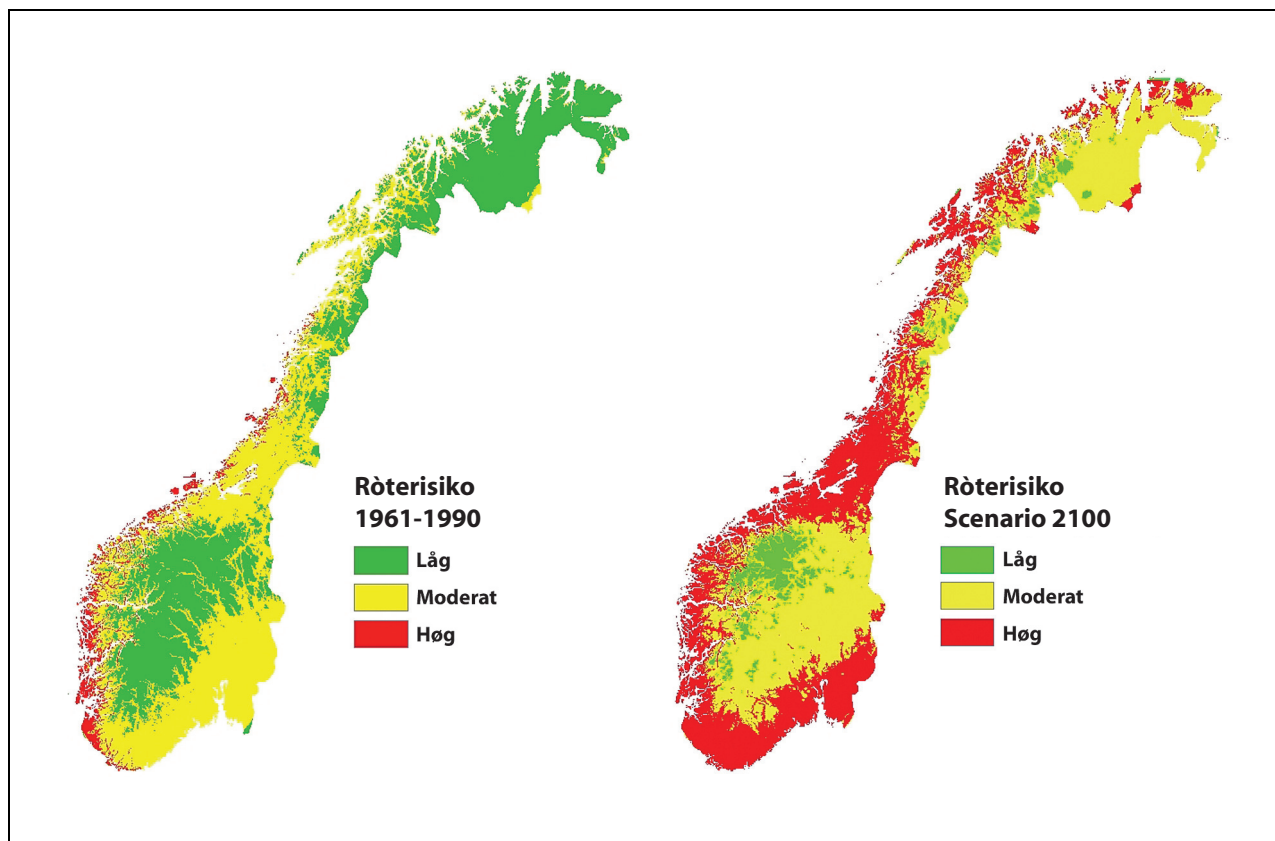 Ròterisiko
1961-1990
Låg
Moderat
Høg
Ròterisiko
Scenario 2100
Låg
Moderat
Høg